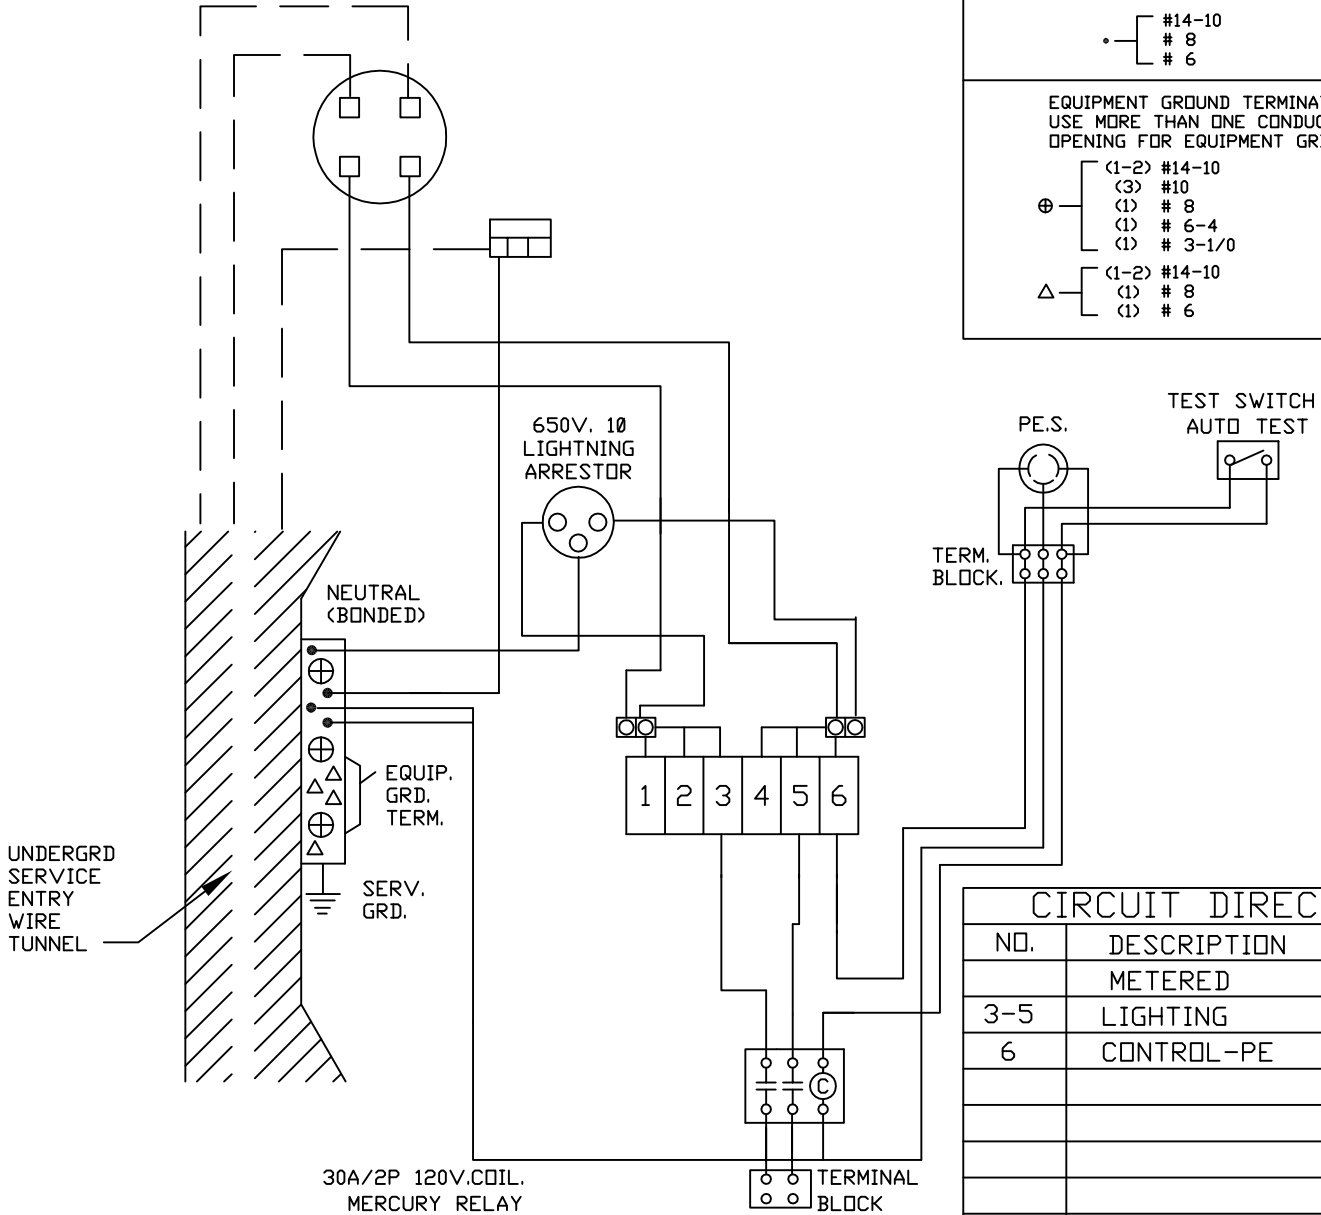 #14-10
# 8
# 6
EQUIPMENT GROUND TERMINA
USE MORE THAN ONE CONDUC
OPENING FOR EQUIPMENT GR
(1-2) #14-10
(3) #10
(1) # 8
(1) # 6-4
(1) # 3-1/0
(1-2) #14-10
(1) # 8
(1) # 6
650V. 1Ø
LIGHTNING
ARRESTOR
P.E.S.
TEST SWITCH
AUTO TEST
TERM.
BLOCK.
NEUTRAL
(BONDED)
1 2 3 4 5 6
EQUIP.
GRD.
TERM.
UNDERGRD
SERVICE
ENTRY
WIRE
TUNNEL
SERV.
GRD.
C
30A/2P 120V.COIL.
MERCURY RELAY
TERMINAL
BLOCK
CIRCUIT DIREC
NO. DESCRIPTION
METERED
3-5 LIGHTING
6 CONTROL-PE